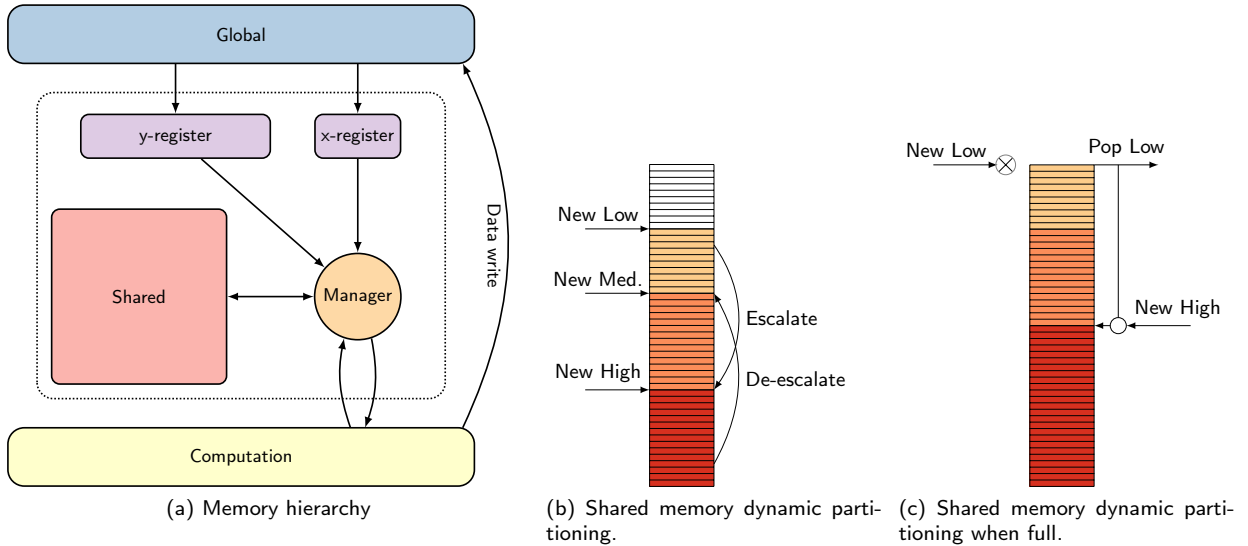 Global
y-register
x-register
Shared
Manager
Data write
Computation
(a) Memory hierarchy
New Low
New Med.
New High
Escalate
De-escalate
(b) Shared memory dynamic parti-
tioning.
New Low
Pop Low
New High
(c) Shared memory dynamic parti-
tioning when full.